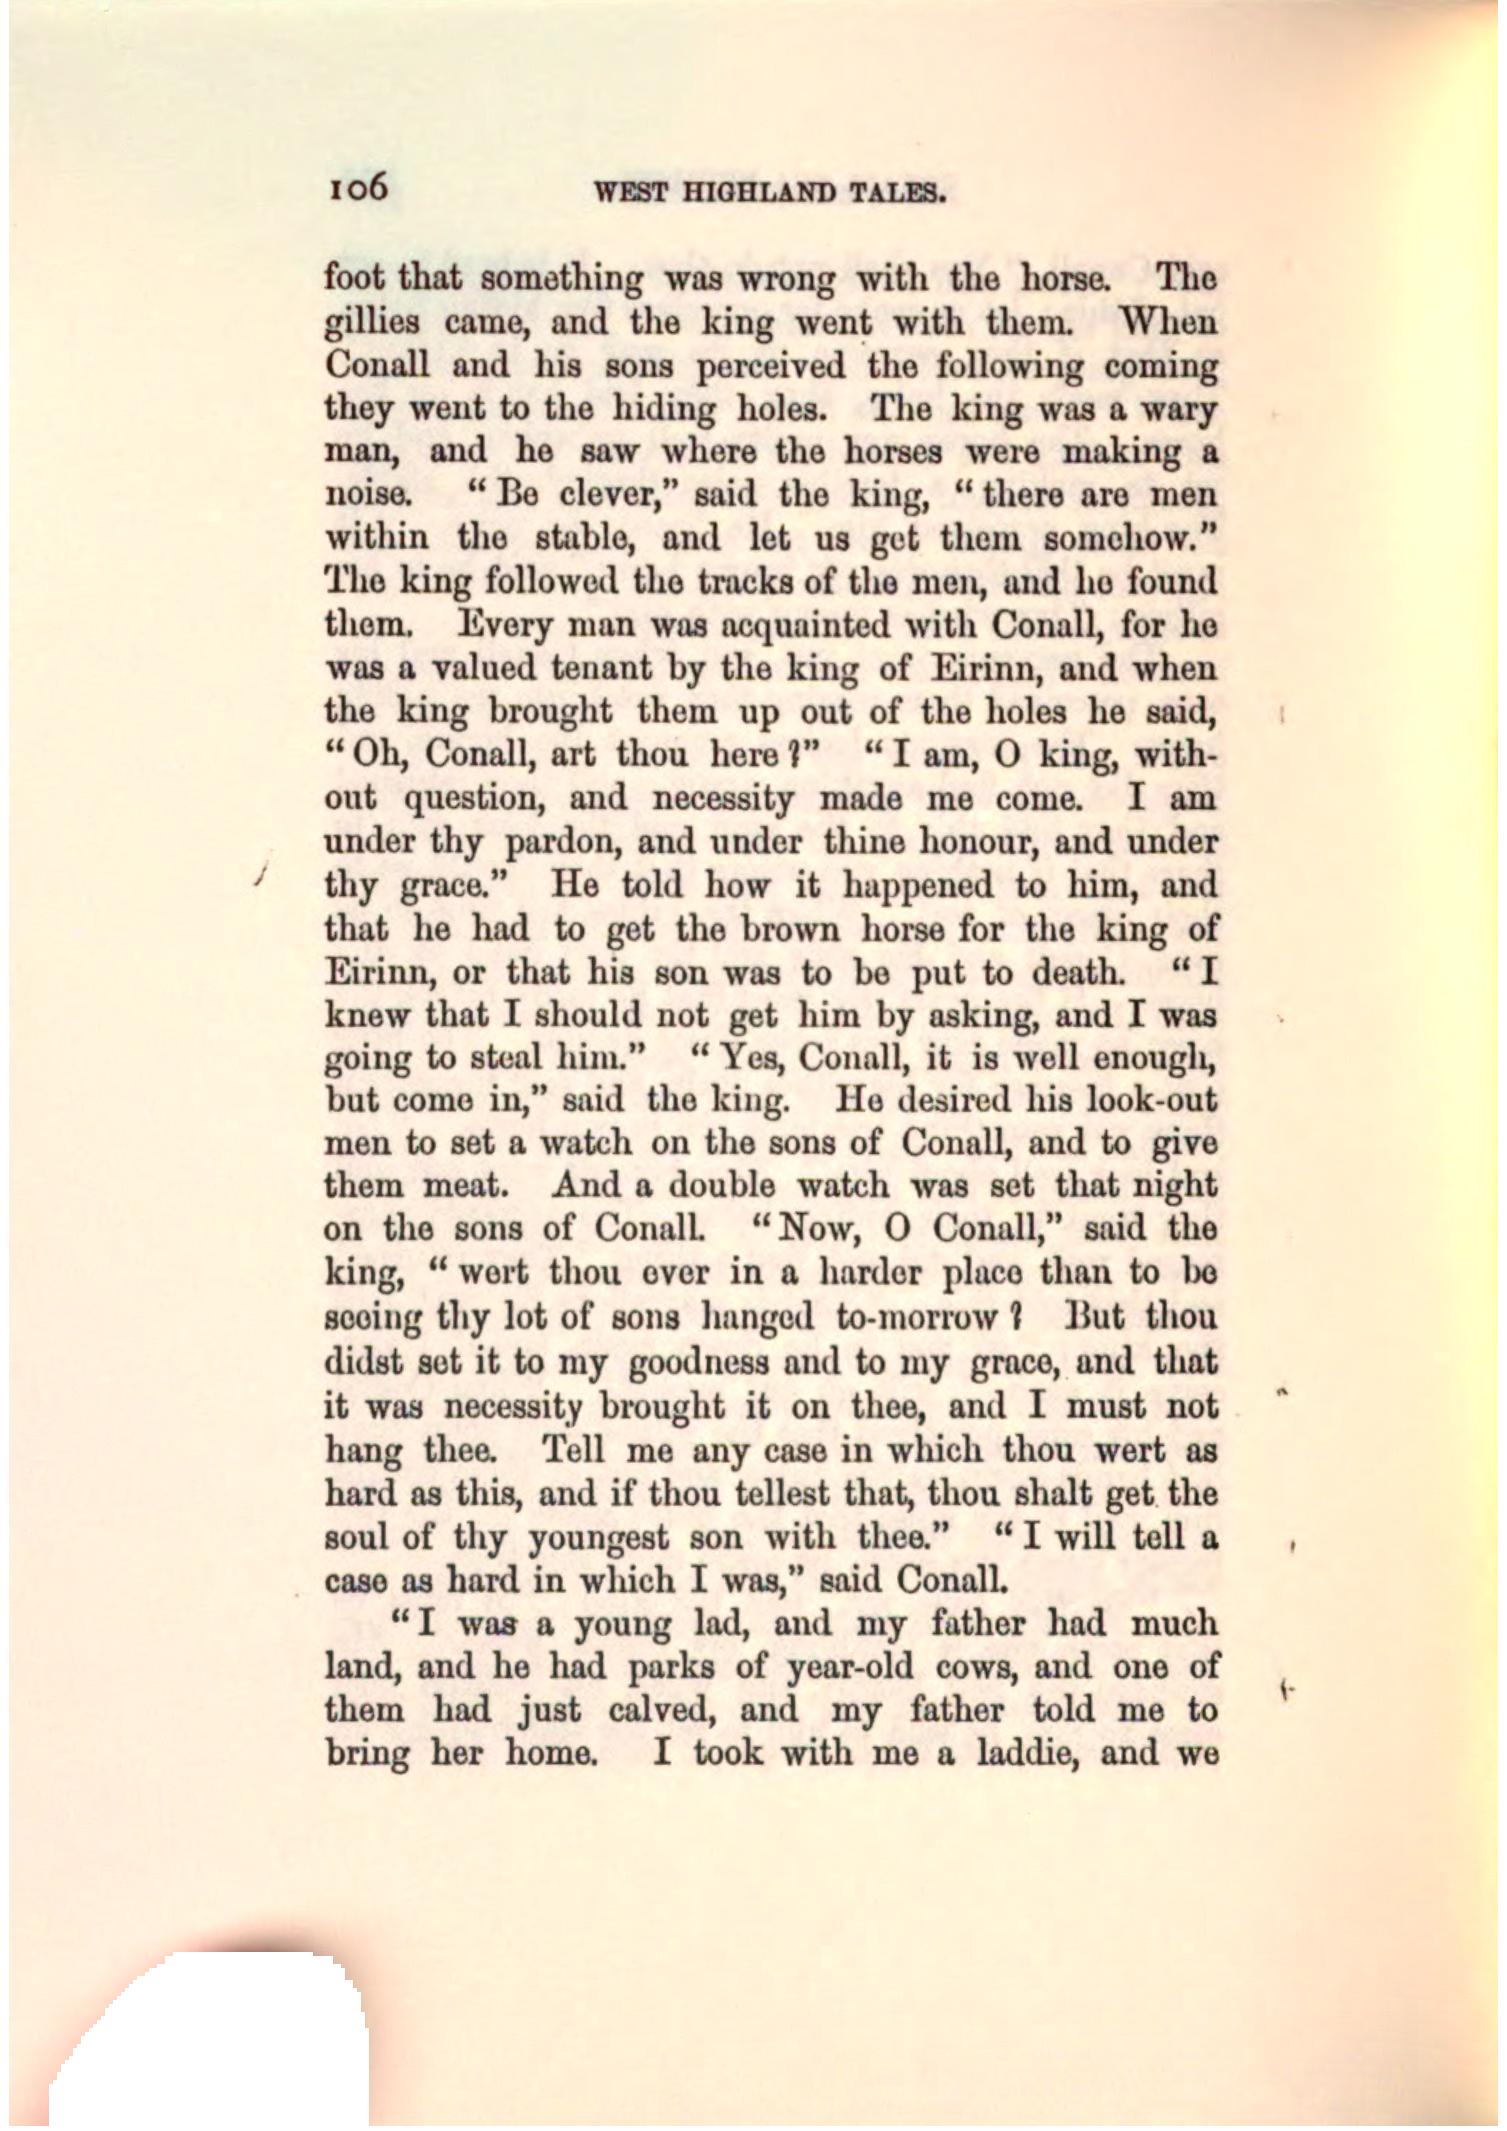 106 WEST HIGHLAND TALES.
foot that something was wrong with the horse. The
gillies came, and the king went with them. When
Conall and his sons perceived the following coming
they went to the hiding holes. The king was a wary
man, and he saw where the horses were making a
noise. “Be clever,” said the king, “there are men
within the stable, and let us get them somehow.”
The king followed the tracks of the men, and he found
them. Every man was acquainted with Conall, for he
was a valued tenant by the king of Eirinn, and when
the king brought them up out of the holes he said,
“Oh, Conall, art thou here?” “I am, O king, with-
out question, and necessity made me come. I am
under thy pardon, and under thine honour, and under
thy grace.” He told how it happened to him, and
that he had to get the brown horse for the king of
Eirinn, or that his son was to be put to death. “I
knew that I should not get him by asking, and I was
going to steal him.” “Yes, Conall, it is well enough,
but come in,” said the king. He desired his look-out
men to set a watch on the sons of Conall, and to give
them meat. And a double watch was set that night
on the sons of Conall. “Now, O Conall,” said the
king, “wert thou ever in a harder place than to be
seeing thy lot of sons hanged to-morrow? But thou
didst set it to my goodness and to my grace, and that
it was necessity brought it on thee, and I must not
hang thee. Tell me any case in which thou wert as
hard as this, and if thou tellest that, thou shalt get the
soul of thy youngest son with thee.” “I will tell a
case as hard in which I was,” said Conall.
“I was a young lad, and my father had much
land, and he had parks of year-old cows, and one of
them had just calved, and my father told me to
bring her home. I took with me a laddie, and we